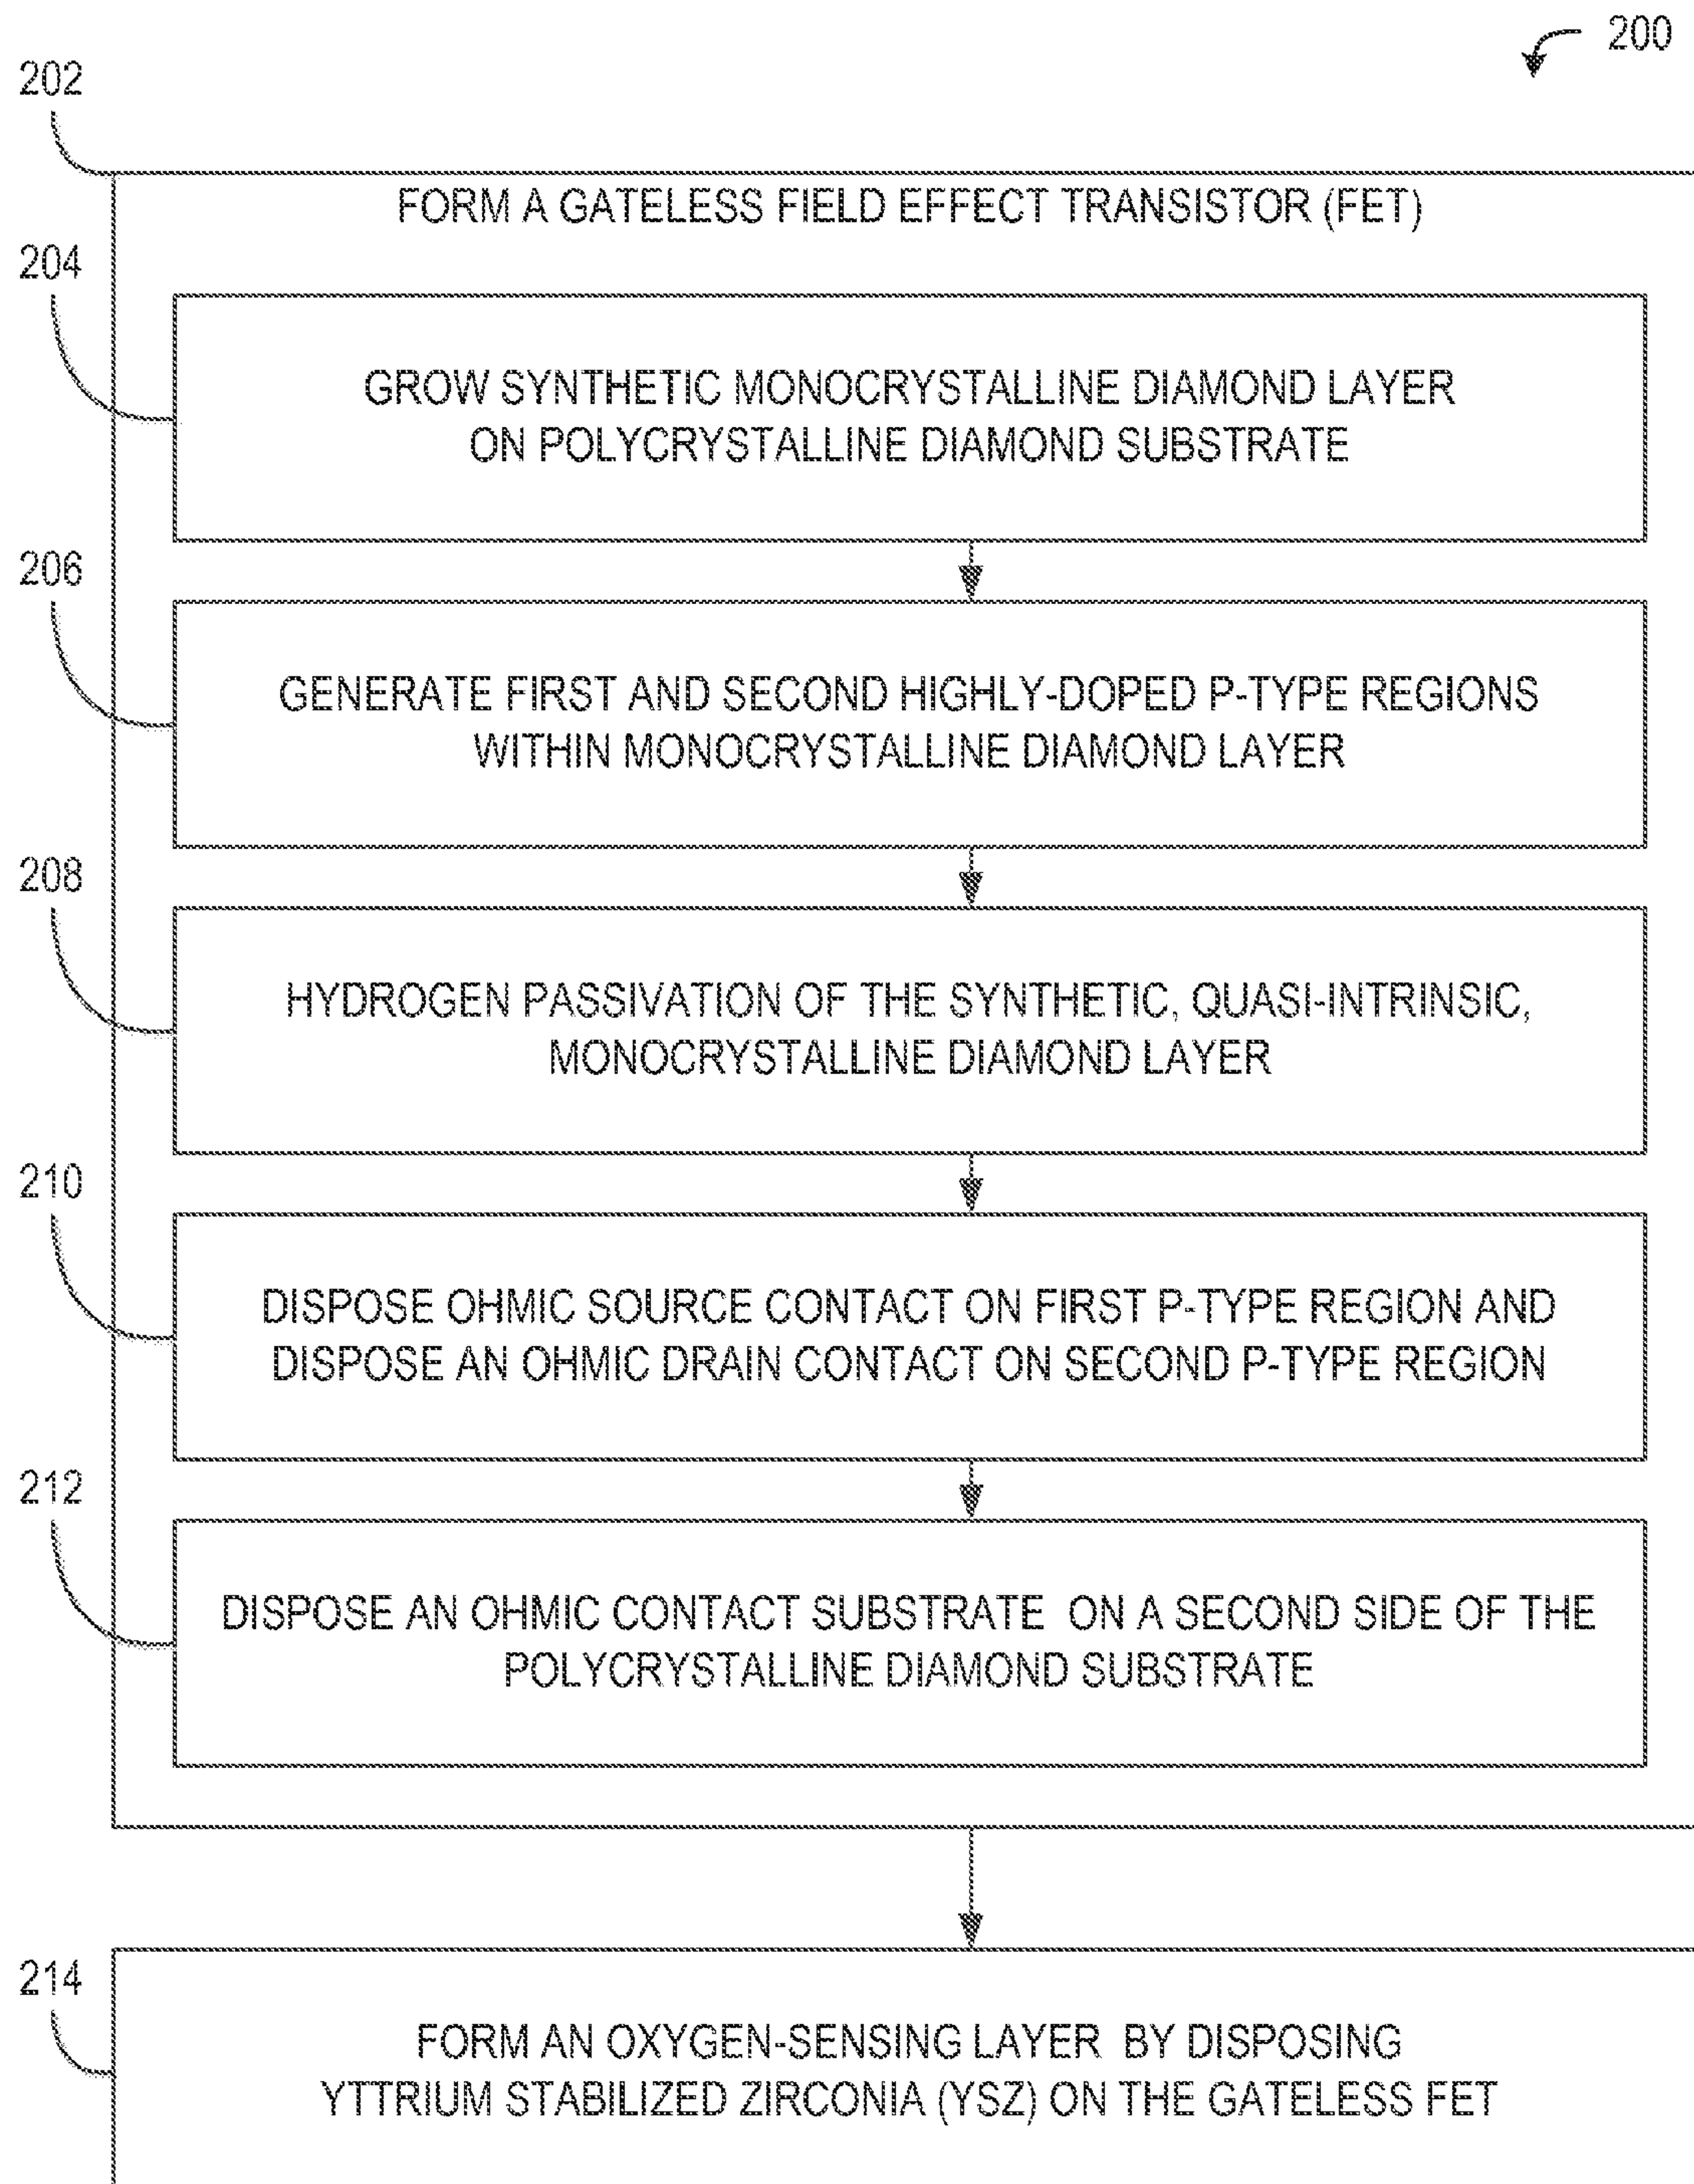 200
202
FORM A GATELESS FIELD EFFECT TRANSISTOR (FET)
204
GROW SYNTHETIC MONOCRYSTALLINE DIAMOND LAYER
ON POLYCRYSTALLINE DIAMOND SUBSTRATE
206
GENERATE FIRST AND SECOND HIGHLY-DOPED P-TYPE REGIONS
WITHIN MONOCRYSTALLINE DIAMOND LAYER
208
HYDROGEN PASSIVATION OF THE SYNTHETIC, QUASI-INTRINSIC,
MONOCRYSTALLINE DIAMOND LAYER
210
DISPOSE OHMIC SOURCE CONTACT ON FIRST P-TYPE REGION AND
DISPOSE AN OHMIC DRAIN CONTACT ON SECOND P-TYPE REGION
212
DISPOSE AN OHMIC CONTACT SUBSTRATE ON A SECOND SIDE OF THE
POLYCRYSTALLINE DIAMOND SUBSTRATE
214
FORM AN OXYGEN-SENSING LAYER BY DISPOSING
YTTRIUM STABILIZED ZIRCONIA (YSZ) ON THE GATELESS FET